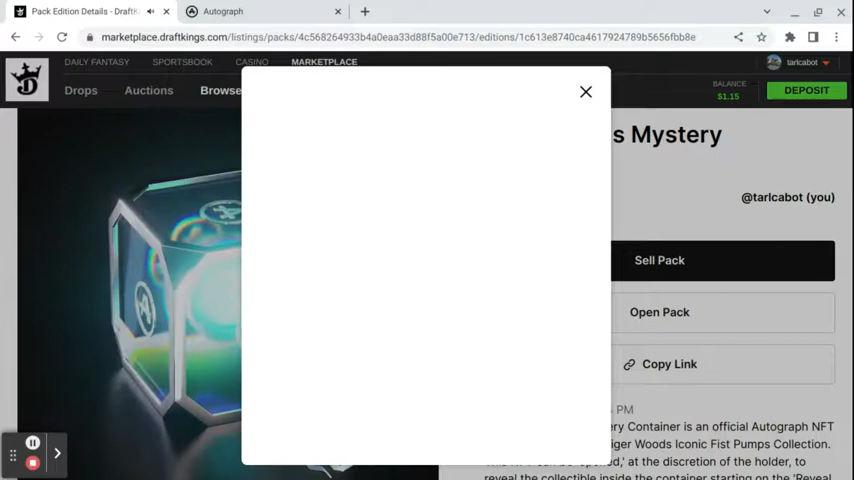 Pack Edition Details - DraftK
Autograph
marketplace.draftkings.com/listings/packs/4c568264933b4a0eaa33d88f5a00e713/editions/1c613e8740ca4617924789b5656fbb8e
DAILY FANTASY SPORTSBOOK CASINO MARKETPLACE
tarlcabot
Drops Auctions Browse
BALANCE
$1.15
DEPOSIT
s Mystery
@tarlcabot (you)
Sell Pack
Open Pack
Copy Link
PM
ery Container is an official Autograph NFT
iger Woods Iconic Fist Pumps Collection.
'opened,' at the discretion of the holder, to
reveal the collectible inside the container starting on the 'Reveal